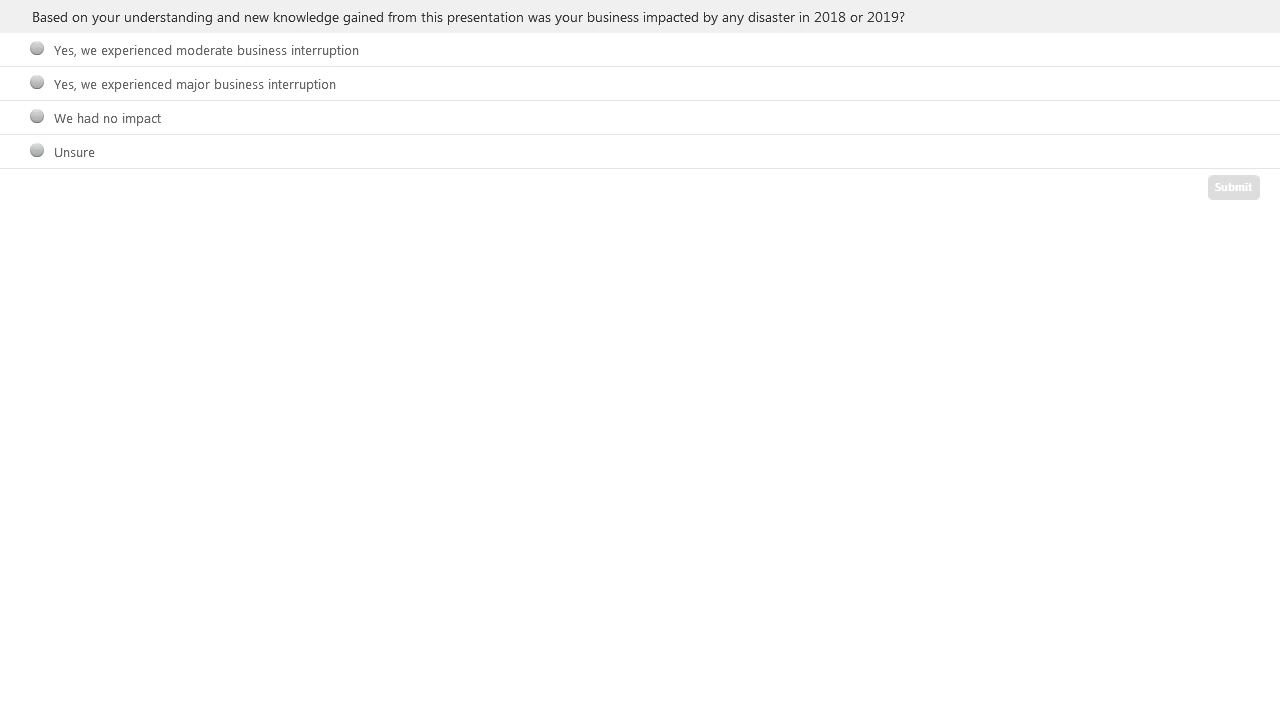 Based on your understanding and new knowledge gained from this presentation was your business impacted by any disaster in 2018 or 2019?
Yes, we experienced moderate business interruption
Yes, we experienced major business interruption
We had no impact
Unsure
Submit